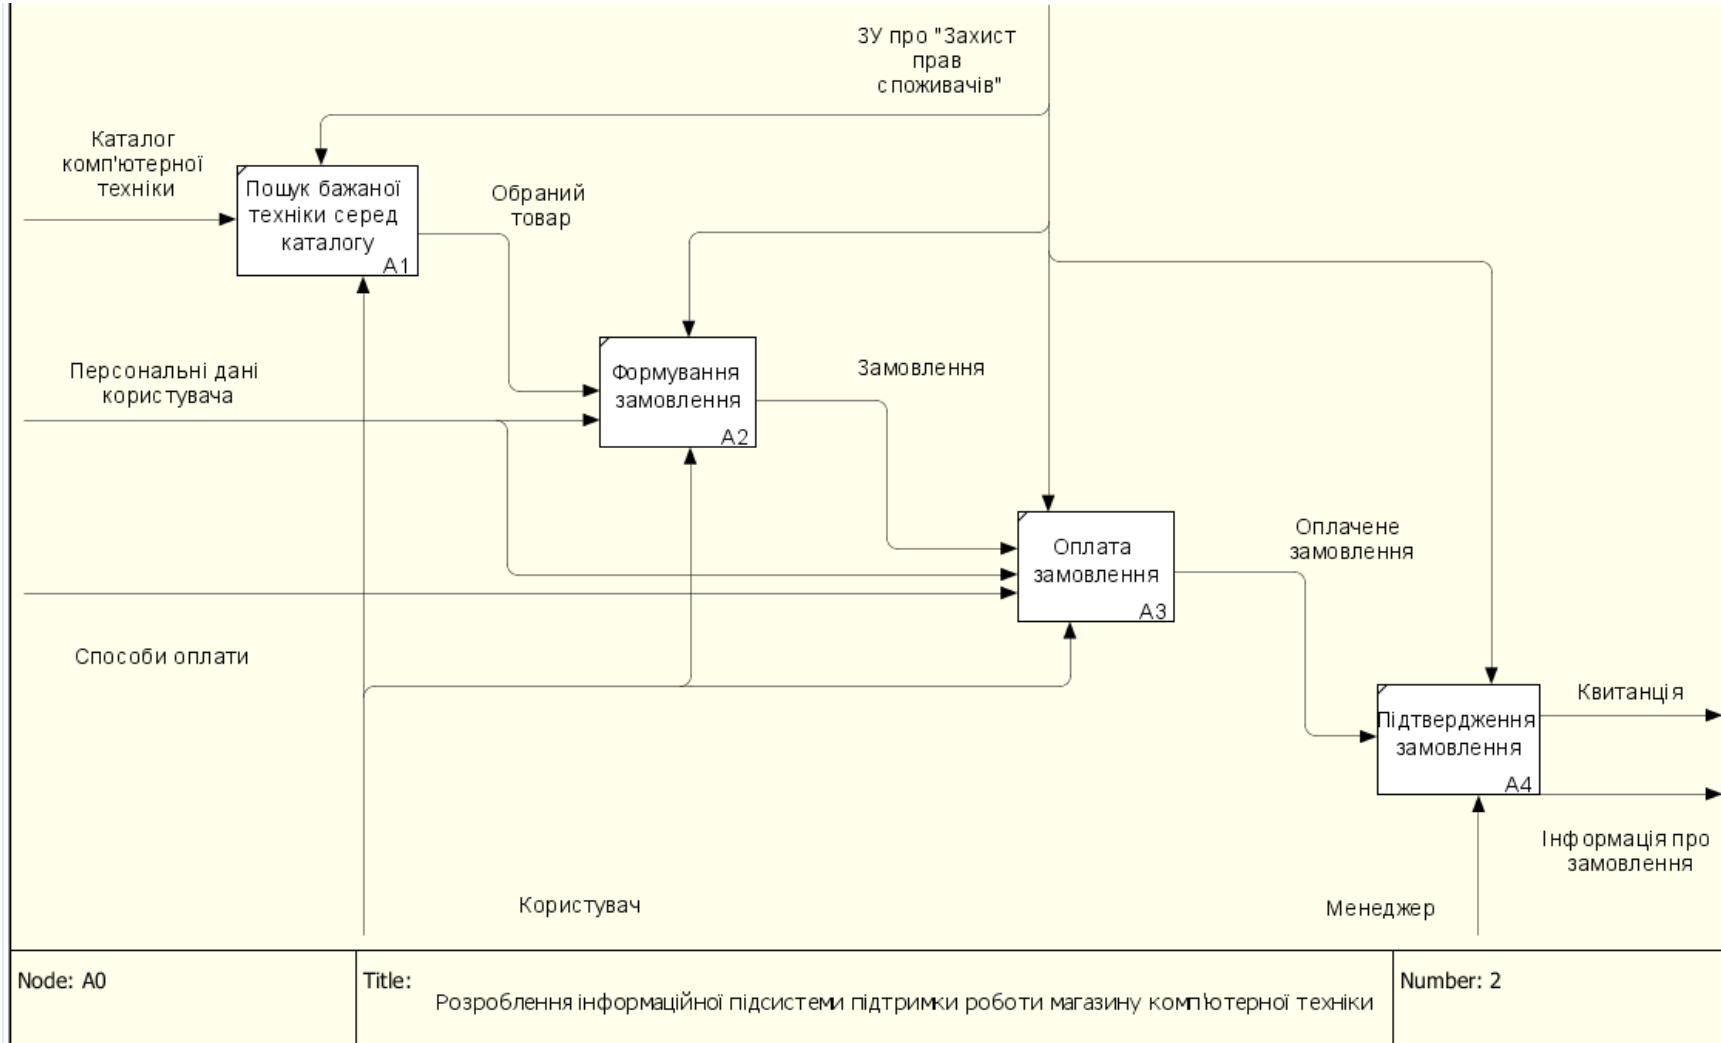 ЗУ про "Захист
прав
споживачів"
Каталог
комп'ютерної
техніки
Пошук бажаної
техніки серед
каталогу
A1
Обраний
товар
Персональні дані
користувача
Формування
замовлення
A2
Замовлення
Оплата
замовлення
A3
Оплачене
замовлення
Способи оплати
Підтвердження
замовлення
A4
Квитанція
Інформація про
замовлення
Користувач
Менеджер
Node: A0
Title:
Розроблення інформаційної підсистеми підтримки роботи магазину комп'ютерної техніки
Number: 2